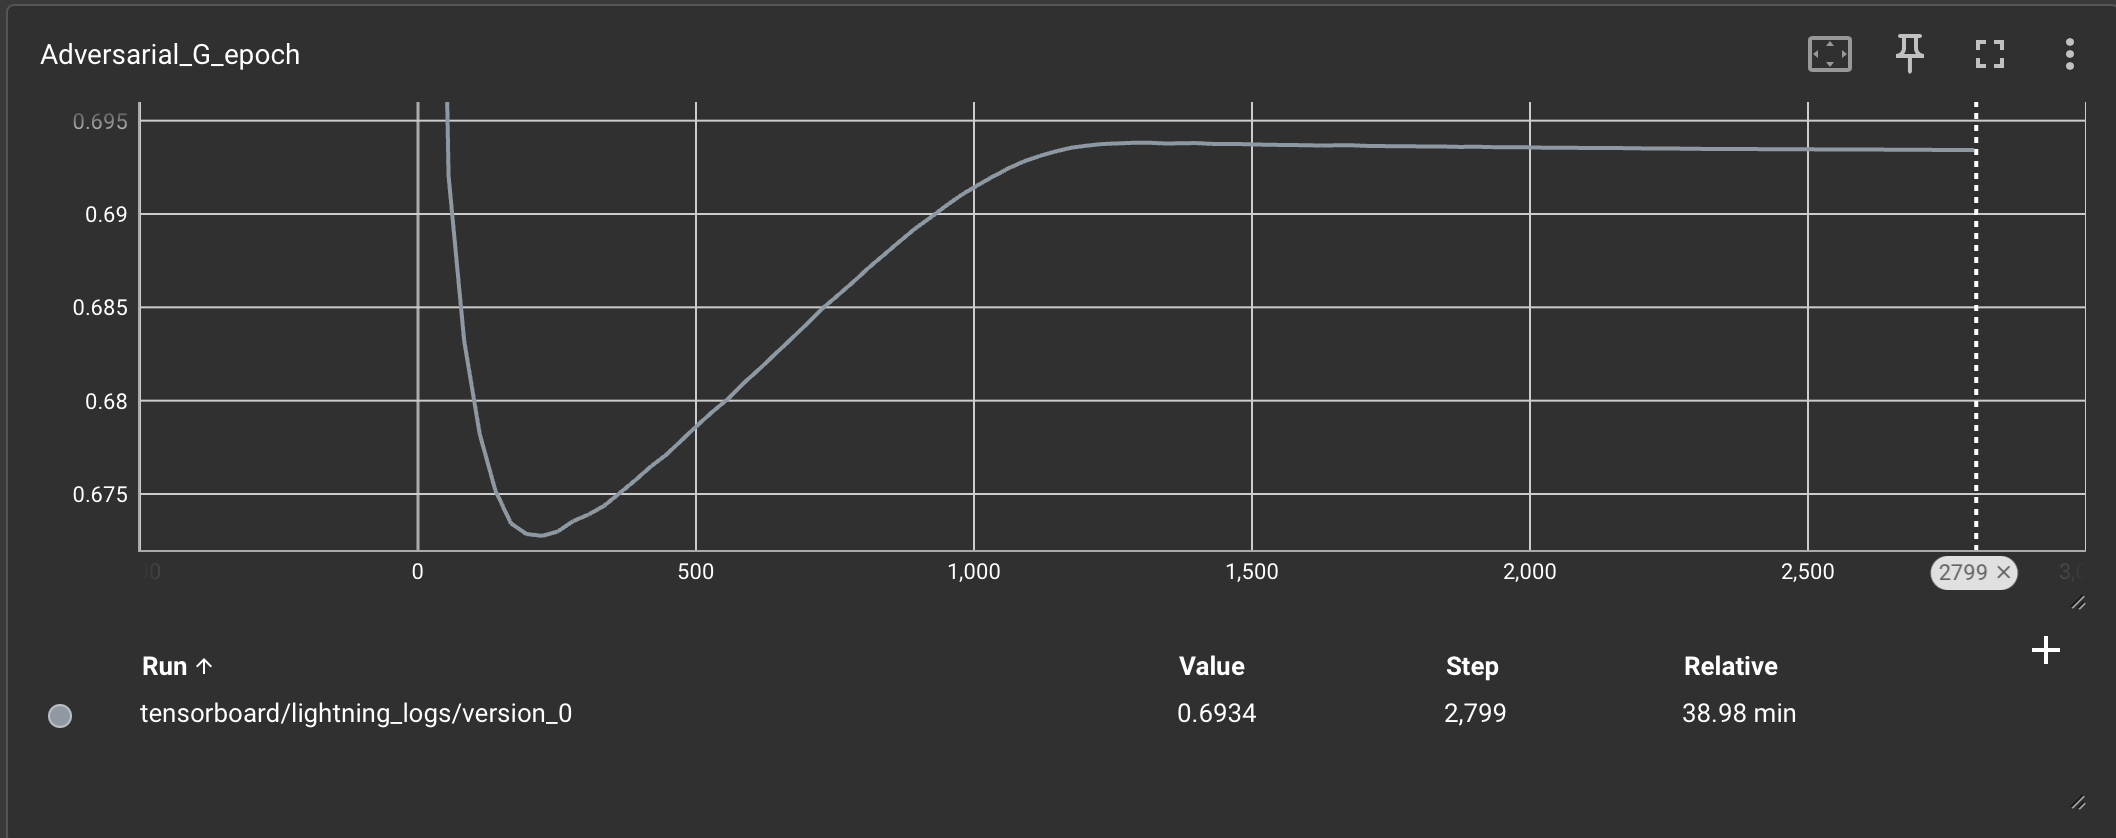 Adversarial_G_epoch
0.695
0.69
0.685
0.68
0.675
0 500 1,000 1,500 2,000 2,500 2799 ×
Run ↑ Value Step Relative
tensorboard/lightning_logs/version_0 0.6934 2,799 38.98 min